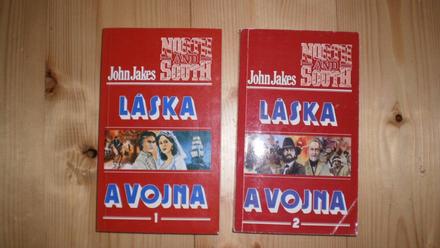 NORTH
AND
SOUTH
John Jakes
LÁSKA
A VOJNA
1
NORTH
AND
SOUTH
John Jakes
LÁSKA
A VOJNA
2